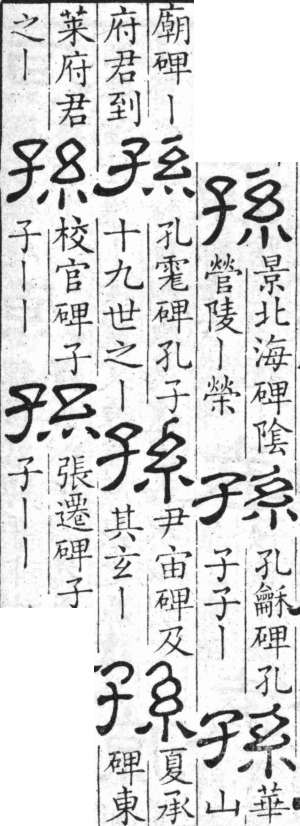 孫
景北海碑陰
營陵丨榮
孫
孔龢碑孔
子子丨
孫
華
山
廟碑丨
府君到
孫
孔 碑孔子
十九世之丨
孫
尹宙碑及
其玄丨
孫
夏承
碑東
萊府君
之丨
孫
校官碑子
子丨丨
孫
張遷碑子
子丨丨